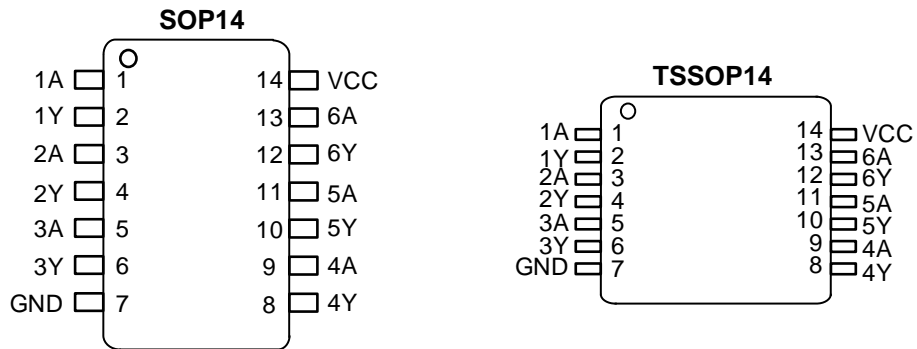 SOP14
1A 1 14 VCC
1Y 2 13 6A
2A 3 12 6Y
2Y 4 11 5A
3A 5 10 5Y
3Y 6 9 4A
GND 7 8 4Y
TSSOP14
1A 1 14 VCC
1Y 2 13 6A
2A 3 12 6Y
2Y 4 11 5A
3A 5 10 5Y
3Y 6 9 4A
GND 7 8 4Y